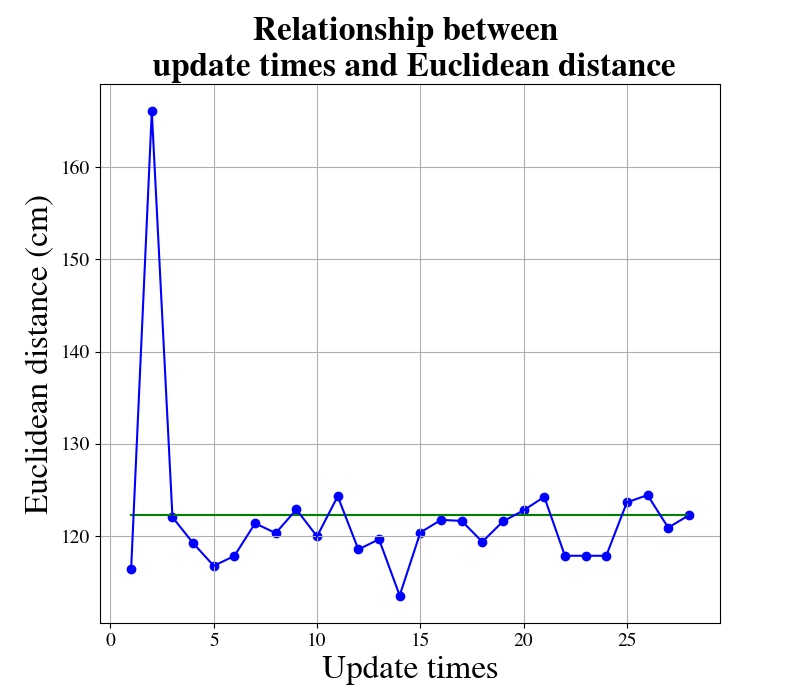 Relationship between
update times and Euclidean distance
Euclidean distance (cm)
160
150
140
130
120
0 5 10 15 20 25
Update times